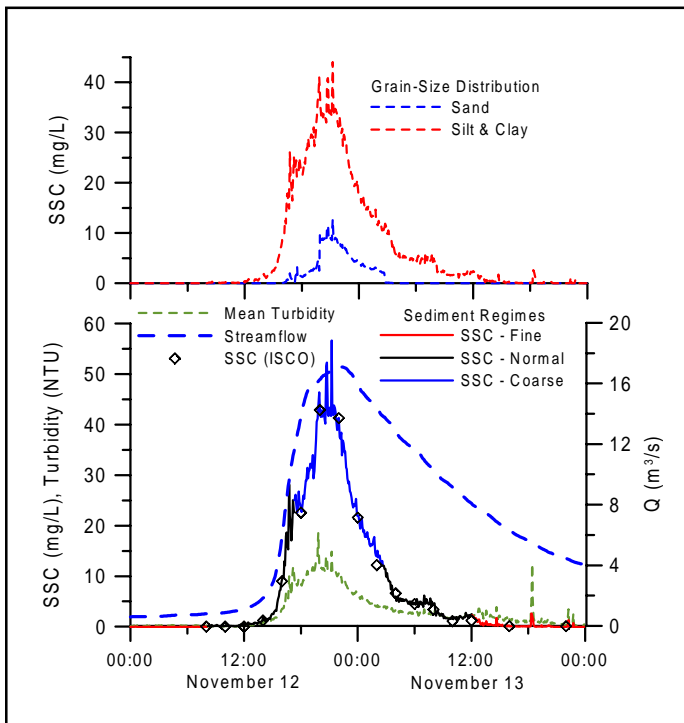 40
30
20
10
0
SSC (mg/L)
Grain-Size Distribution
Sand
Silt & Clay
Mean Turbidity
Streamflow
SSC (ISCO)
Sediment Regimes
SSC - Fine
SSC - Normal
SSC - Coarse
60
50
40
30
20
10
0
SSC (mg/L), Turbidity (NTU)
20
16
12
8
4
0
Q (m³/s)
00:00 12:00 00:00 12:00 00:00
November 12 November 13